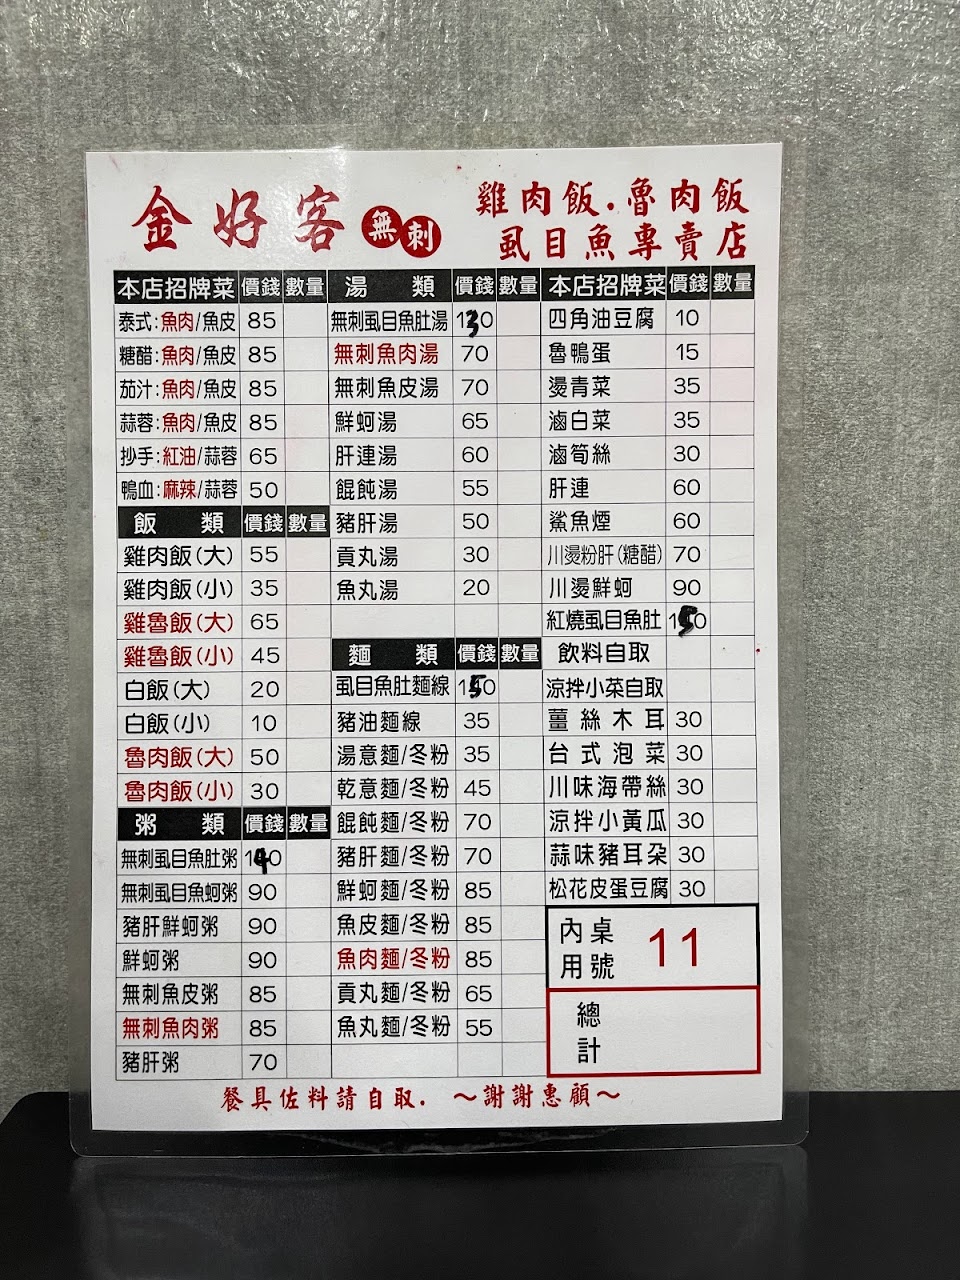 金好客 無刺
雞肉飯.魯肉飯
虱目魚專賣店
本店招牌菜 價錢 數量
泰式:魚肉/魚皮 85
糖醋:魚肉/魚皮 85
茄汁:魚肉/魚皮 85
蒜蓉:魚肉/魚皮 85
抄手:紅油/蒜蓉 65
鴨血:麻辣/蒜蓉 50
飯類 價錢 數量
雞肉飯(大) 55
雞肉飯(小) 35
雞魯飯(大) 65
雞魯飯(小) 45
白飯(大) 20
白飯(小) 10
魯肉飯(大) 50
魯肉飯(小) 30
粥類 價錢 數量
無刺虱目魚肚粥 140
無刺虱目魚蚵粥 90
豬肝鮮蚵粥 90
鮮蚵粥 90
無刺魚皮粥 85
無刺魚肉粥 85
豬肝粥 70
湯類 價錢 數量
無刺虱目魚肚湯 130
無刺魚肉湯 70
無刺魚皮湯 70
鮮蚵湯 65
肝連湯 60
餛飩湯 55
豬肝湯 50
貢丸湯 30
魚丸湯 20
麵類 價錢 數量
虱目魚肚麵線 150
豬油麵線 35
湯意麵/冬粉 35
乾意麵/冬粉 45
餛飩麵/冬粉 70
豬肝麵/冬粉 70
鮮蚵麵/冬粉 85
魚皮麵/冬粉 85
魚肉麵/冬粉 85
貢丸麵/冬粉 65
魚丸麵/冬粉 55
本店招牌菜 價錢 數量
四角油豆腐 10
魯鴨蛋 15
燙青菜 35
滷白菜 35
滷筍絲 30
肝連 60
鯊魚煙 60
川燙粉肝(糖醋) 70
川燙鮮蚵 90
紅燒虱目魚肚 150
飲料自取
涼拌小菜自取
薑絲木耳 30
台式泡菜 30
川味海帶絲 30
涼拌小黃瓜 30
蒜味豬耳朵 30
松花皮蛋豆腐 30
內用桌號 11
總計
餐具佐料請自取. ~謝謝惠顧~